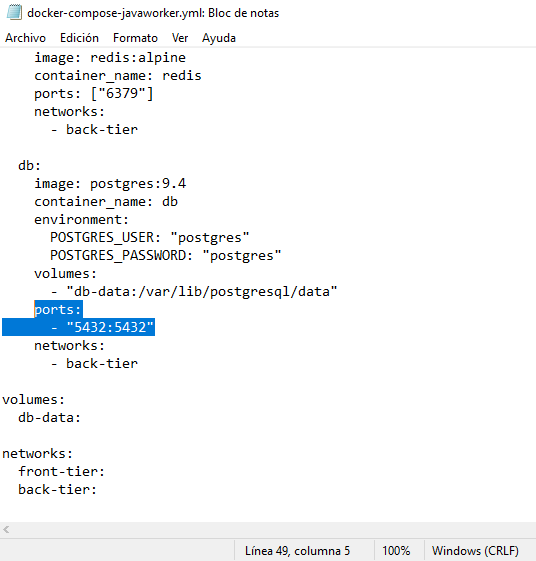 docker-compose-javaworker.yml: Bloc de notas
Archivo Edición Formato Ver Ayuda
    image: redis:alpine
    container_name: redis
    ports: ["6379"]
    networks:
      - back-tier

  db:
    image: postgres:9.4
    container_name: db
    environment:
      POSTGRES_USER: "postgres"
      POSTGRES_PASSWORD: "postgres"
    volumes:
      - "db-data:/var/lib/postgresql/data"
    ports:
      - "5432:5432"
    networks:
      - back-tier

volumes:
  db-data:

networks:
  front-tier:
  back-tier:
Línea 49, columna 5 100% Windows (CRLF)